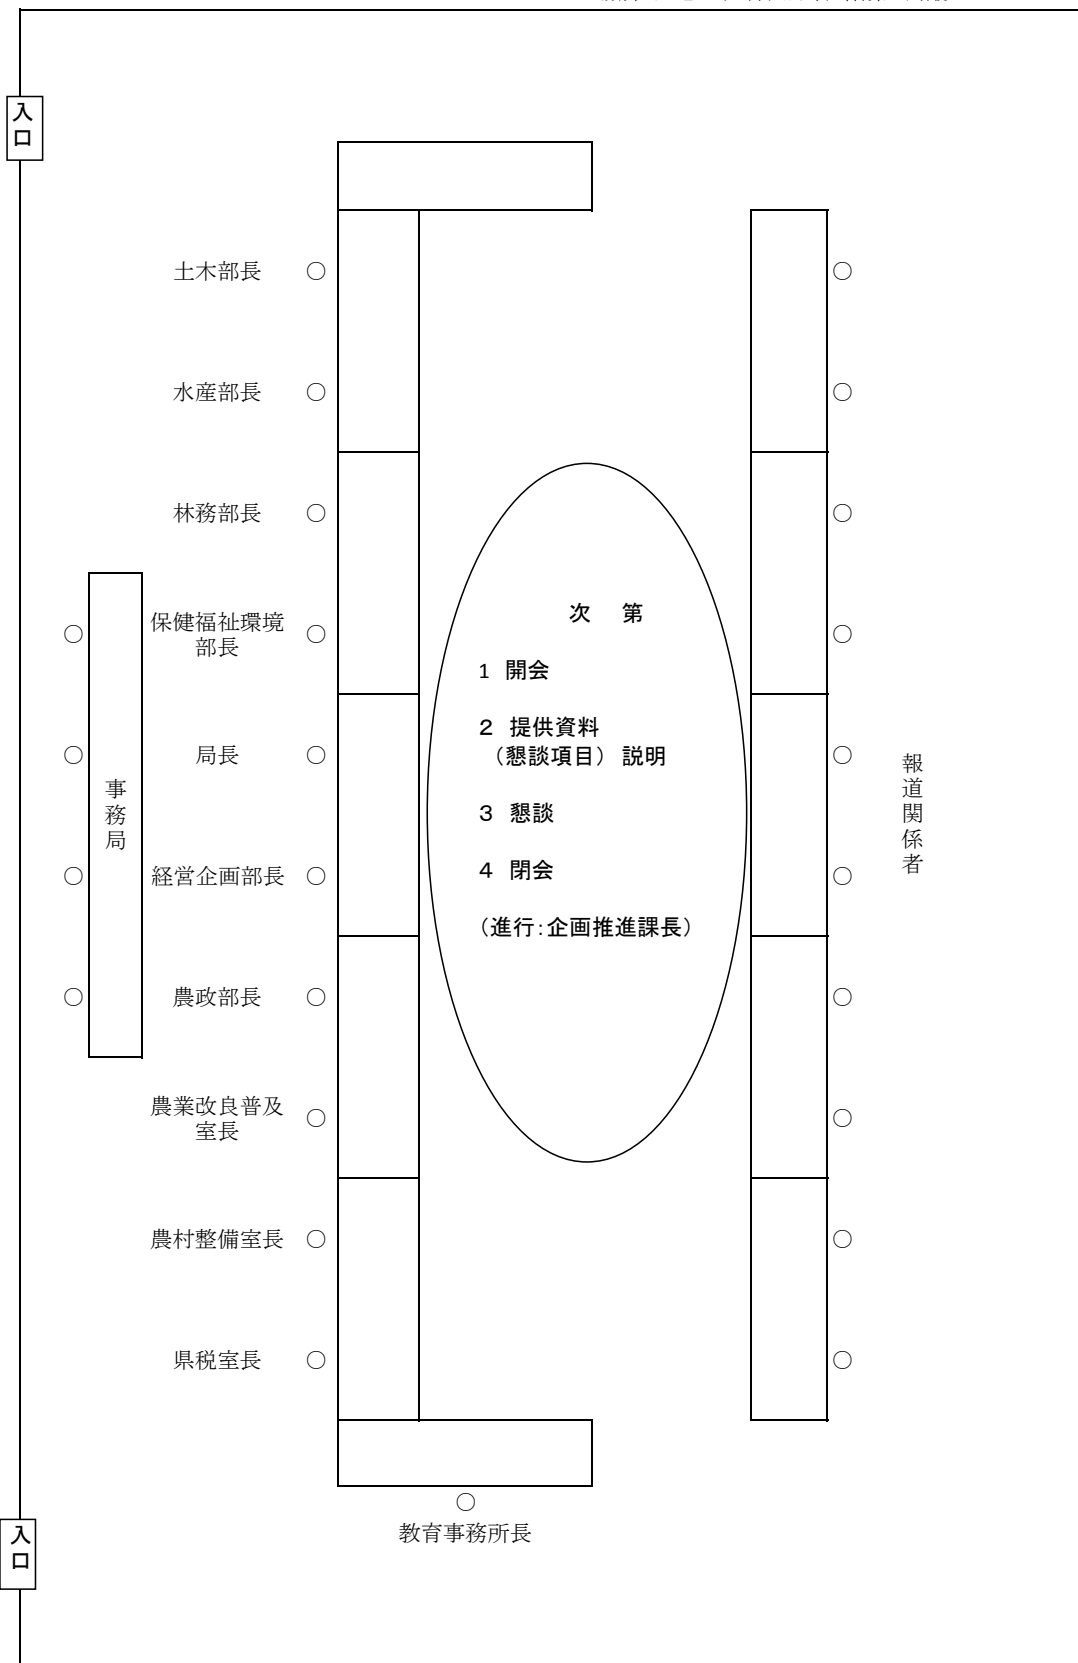 入口
土木部長 ○ ○
水産部長 ○ ○
林務部長 ○ ○
○ 保健福祉環境 ○ ○
部長
○ 局長 ○ ○
○ 経営企画部長 ○ ○
○ 農政部長 ○ ○
農業改良普及 ○ ○
室長
農村整備室長 ○ ○
県税室長 ○ ○
○
教育事務所長
事務局
次 第
1 開会
2 提供資料
（懇談項目） 説明
3 懇談
4 閉会
（進行：企画推進課長）
報道関係者
入口